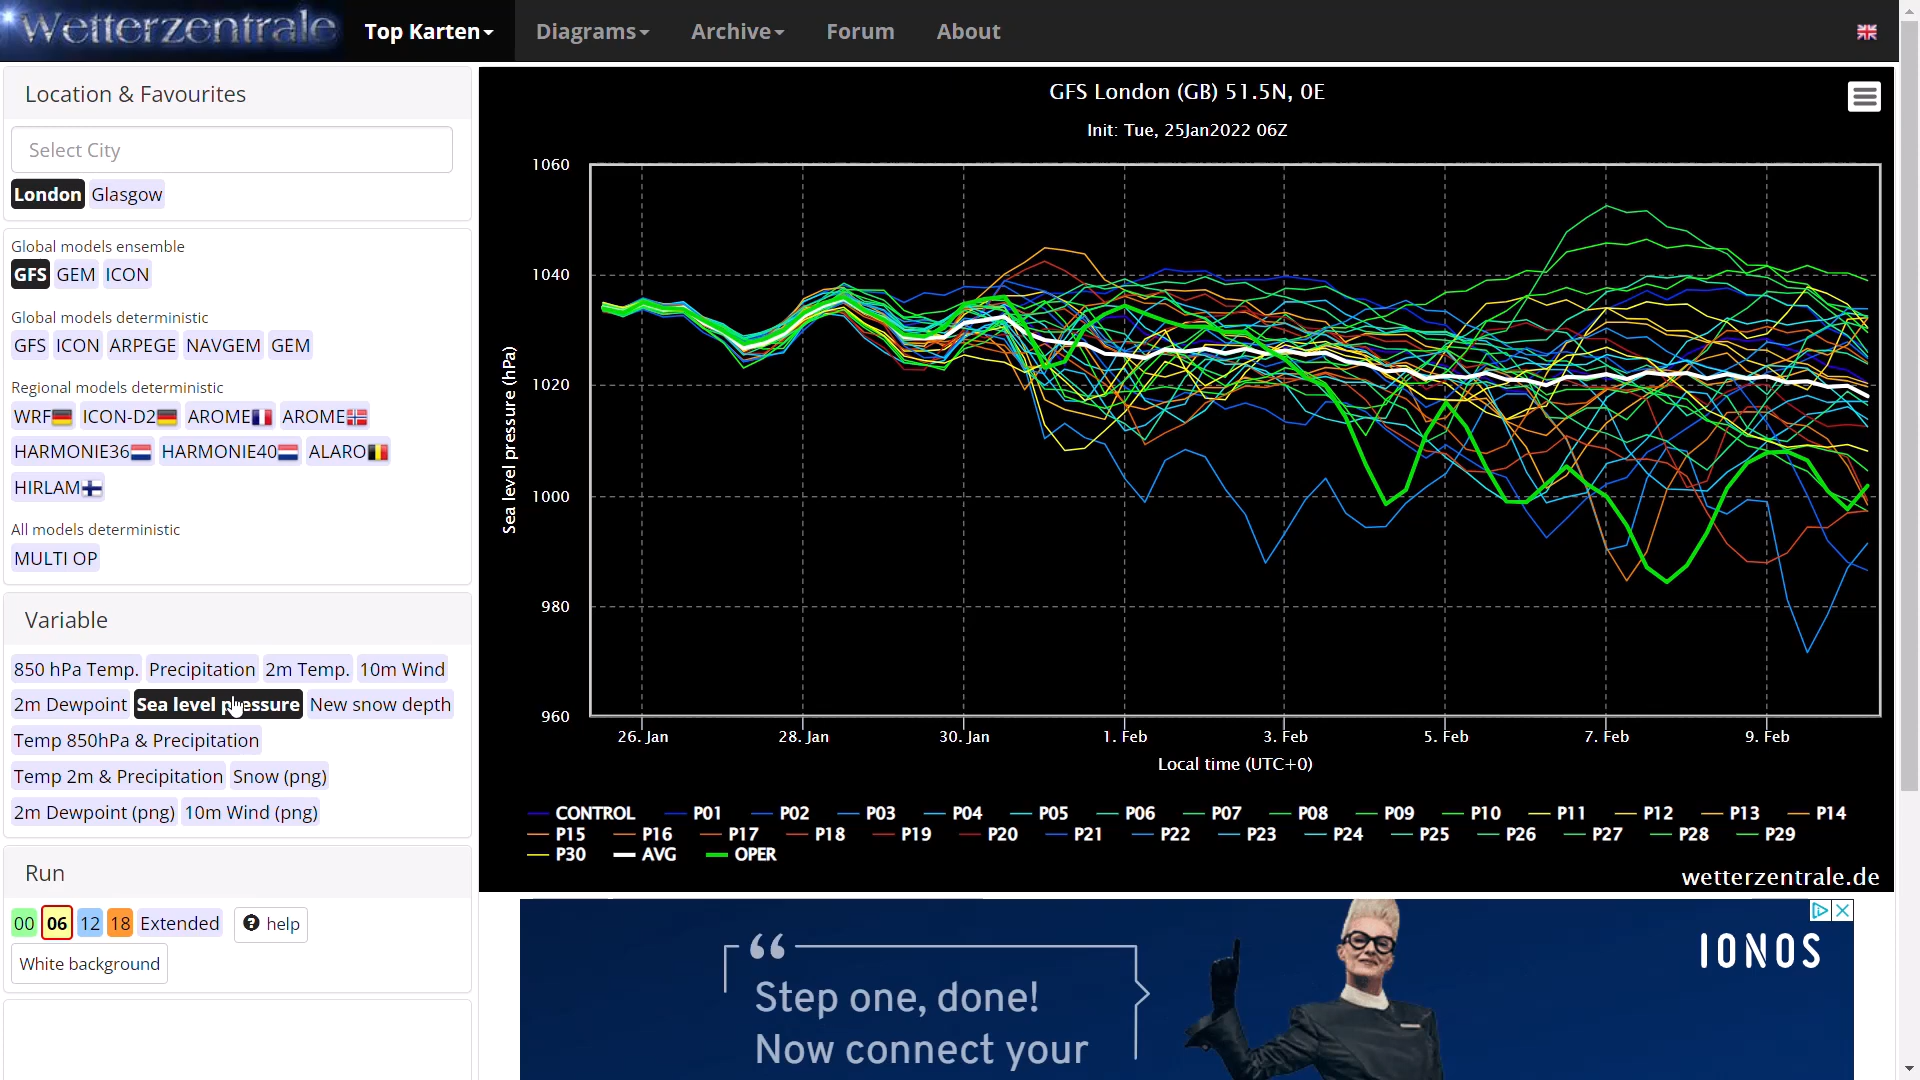 Wetterzentrale
Top Karten
Diagrams
Archive
Forum
About
Location & Favourites
Select City
London Glasgow
Global models ensemble
GFS GEM ICON
Global models deterministic
GFS ICON ARPEGE NAVGEM GEM
Regional models deterministic
WRF ICON-D2 AROME AROME
HARMONIE36 HARMONIE40 ALARO
HIRLAM
All models deterministic
MULTI OP
Variable
850 hPa Temp. Precipitation 2m Temp. 10m Wind
2m Dewpoint Sea level pressure New snow depth
Temp 850hPa & Precipitation
Temp 2m & Precipitation Snow (png)
2m Dewpoint (png) 10m Wind (png)
Run
00 06 12 18 Extended ? help
White background
GFS London (GB) 51.5N, 0E
Init: Tue, 25Jan2022 06Z
Sea level pressure (hPa)
1060
1040
1020
1000
980
960
26. Jan 28. Jan 30. Jan 1. Feb 3. Feb 5. Feb 7. Feb 9. Feb
Local time (UTC+0)
CONTROL P01 P02 P03 P04 P05 P06 P07 P08 P09 P10 P11 P12 P13 P14
P15 P16 P17 P18 P19 P20 P21 P22 P23 P24 P25 P26 P27 P28 P29
P30 AVG OPER
wetterzentrale.de
“
Step one, done!
Now connect your
IONOS